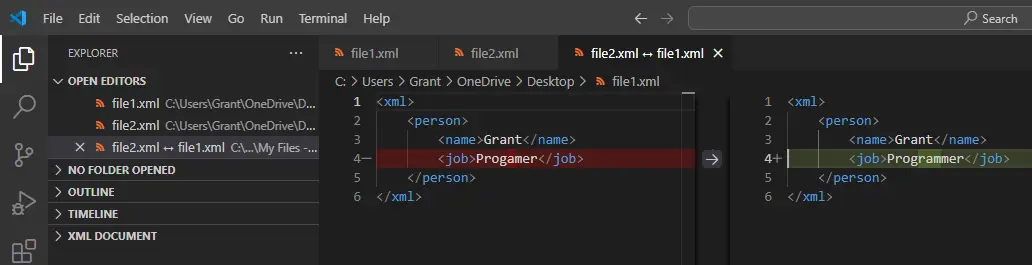 File Edit Selection View Go Run Terminal Help Search
EXPLORER ...
OPEN EDITORS
file1.xml C:\Users\Grant\OneDrive\D...
file2.xml C:\Users\Grant\OneDrive\D...
file2.xml ↔ file1.xml C:\...\My Files -...
NO FOLDER OPENED
OUTLINE
TIMELINE
XML DOCUMENT
file1.xml file2.xml file2.xml ↔ file1.xml
C: > Users > Grant > OneDrive > Desktop > file1.xml
1 <xml>
2 <person>
3 <name>Grant</name>
4— <job>Progamer</job>
5 </person>
6 </xml>
1 <xml>
2 <person>
3 <name>Grant</name>
4+ <job>Programmer</job>
5 </person>
6 </xml>